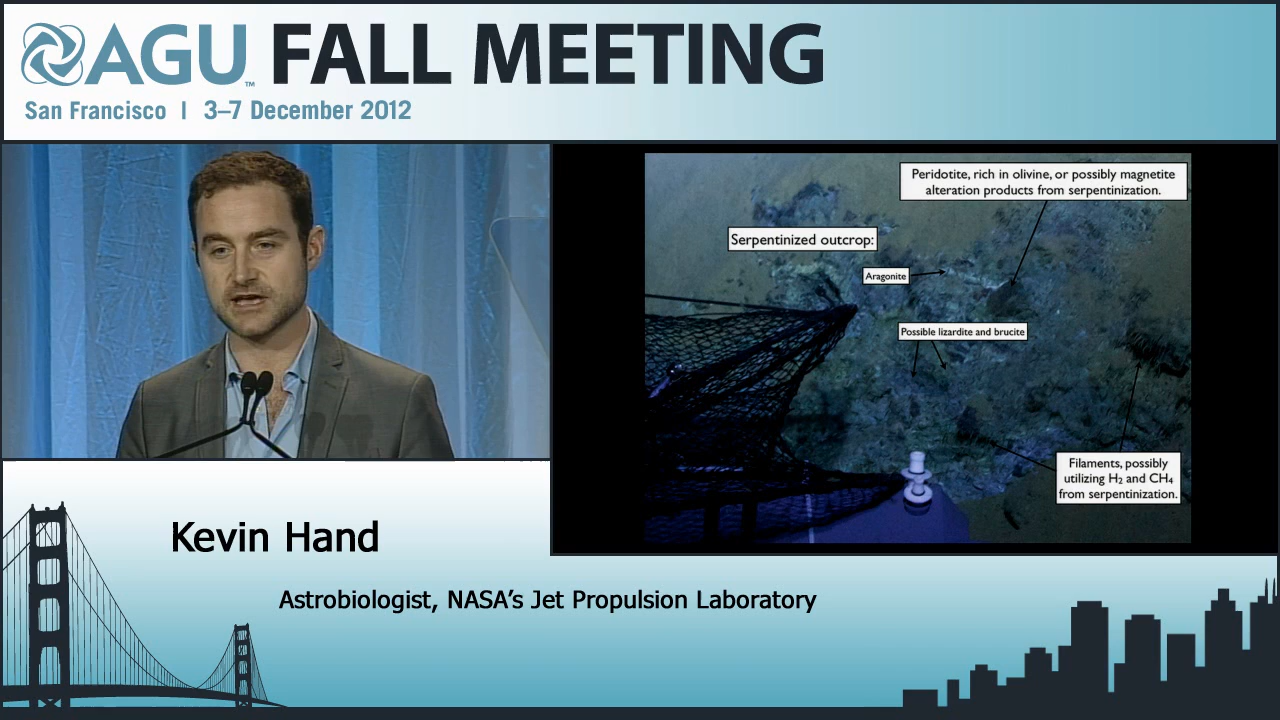 AGU™ FALL MEETING
San Francisco | 3–7 December 2012
Peridotite, rich in olivine, or possibly magnetite
alteration products from serpentinization.
Serpentinized outcrop:
Aragonite
Possible lizardite and brucite
Filaments, possibly
utilizing H₂ and CH₄
from serpentinization.
Kevin Hand
Astrobiologist, NASA’s Jet Propulsion Laboratory